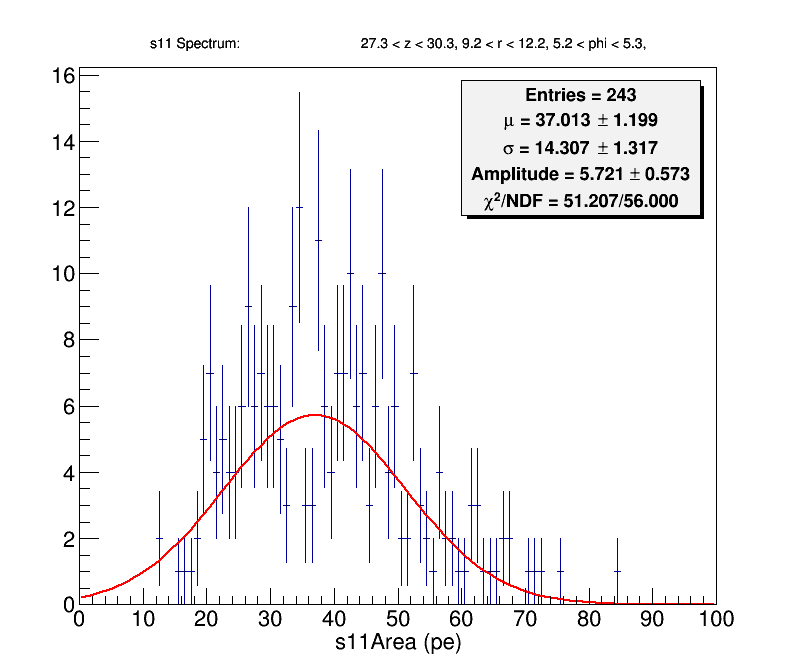 s11 Spectrum: 27.3 < z < 30.3, 9.2 < r < 12.2, 5.2 < phi < 5.3,
Entries = 243
μ = 37.013 ± 1.199
σ = 14.307 ± 1.317
Amplitude = 5.721 ± 0.573
χ²/NDF = 51.207/56.000
16
14
12
10
8
6
4
2
0
0 10 20 30 40 50 60 70 80 90 100
s11Area (pe)